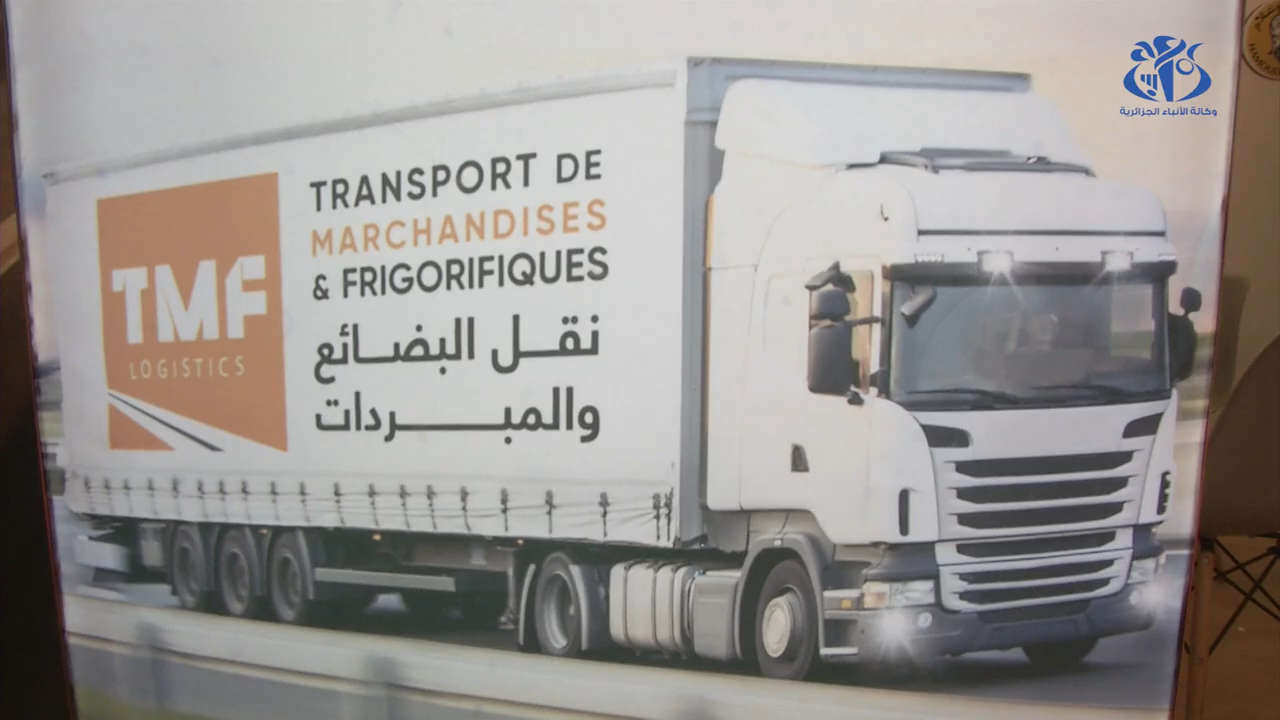 وكالة الأنباء الجزائرية
TRANSPORT DE
MARCHANDISES
& FRIGORIFIQUES
نقل البضائع
والمبردات
TMF
LOGISTICS